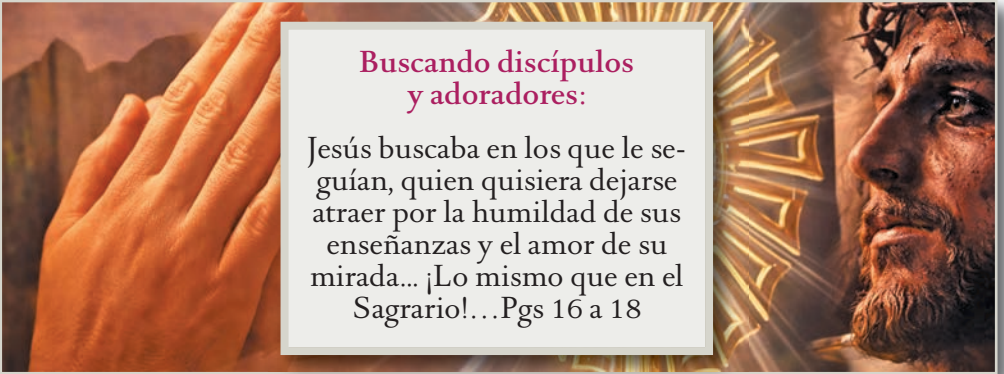 Buscando discípulos
y adoradores:
Jesús buscaba en los que le se-
guían, quien quisiera dejarse
atraer por la humildad de sus
enseñanzas y el amor de su
mirada... ¡Lo mismo que en el
Sagrario!...Pgs 16 a 18